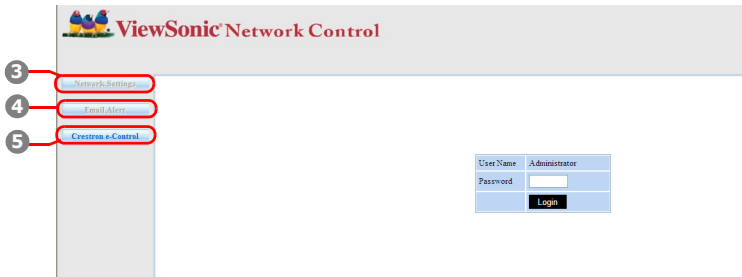 ViewSonic® Network Control
3
Network Settings
4
Email Alert
5
Crestron e-Control
User Name Administrator
Password
Login